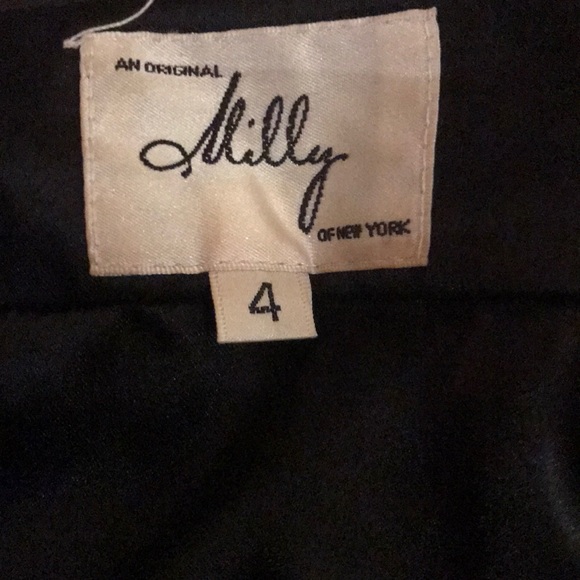 AN ORIGINAL
Milly
OF NEW YORK
4